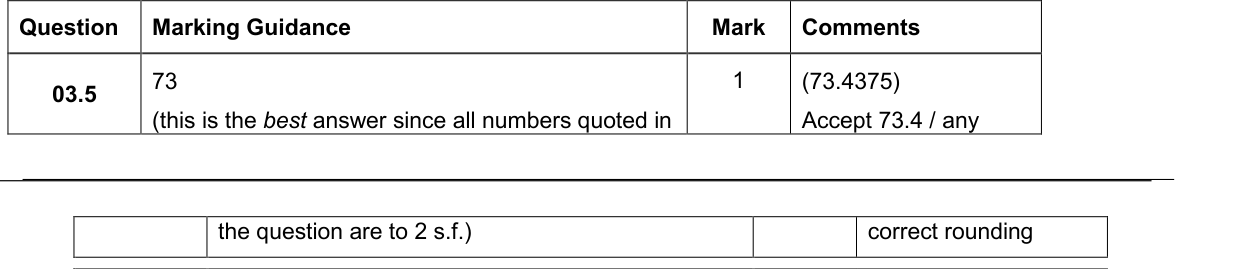 Question Marking Guidance Mark Comments
03.5 73 1 (73.4375)
(this is the best answer since all numbers quoted in Accept 73.4 / any
the question are to 2 s.f.) correct rounding